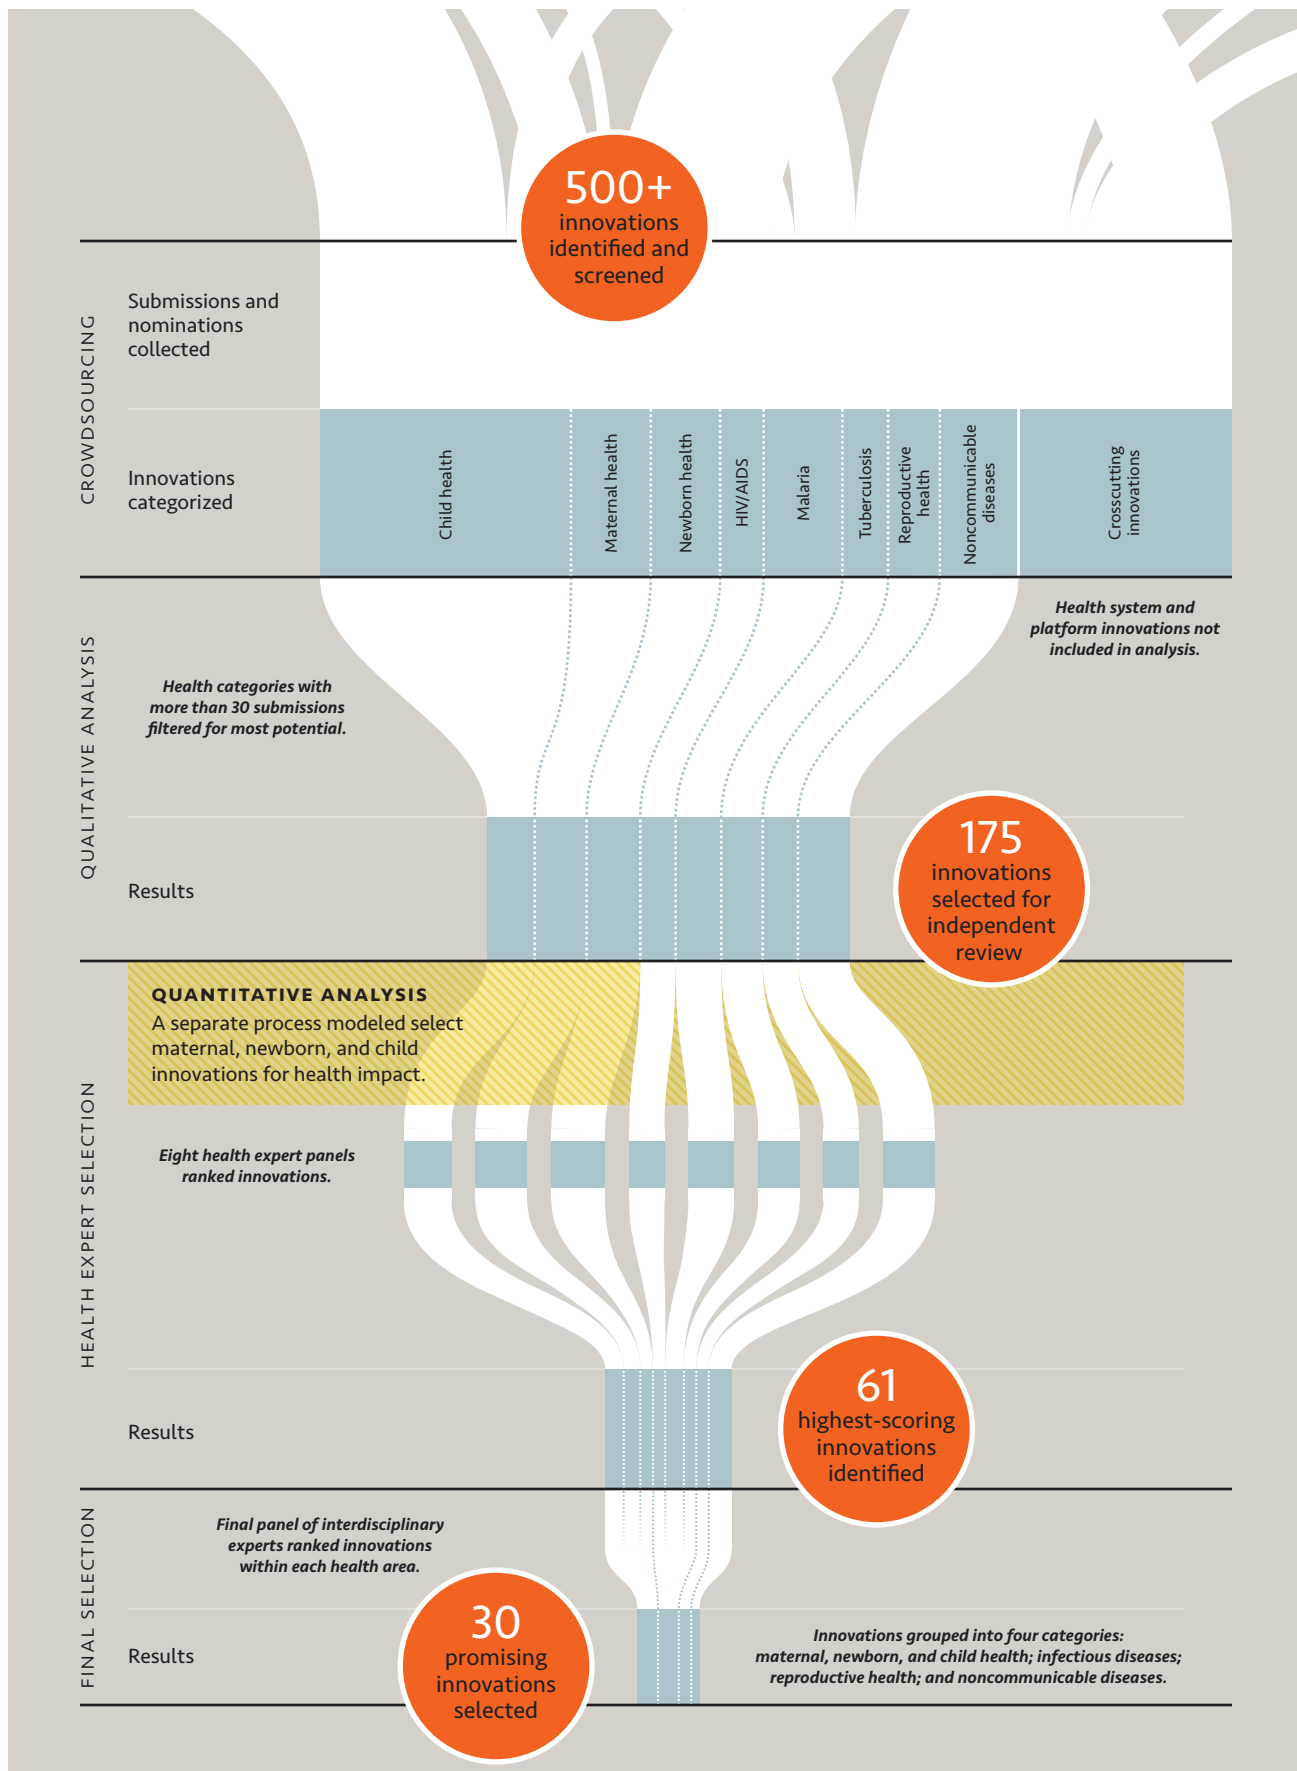 500+
innovations
identified and
screened
CROWDSOURCING
Submissions and
nominations
collected
Innovations
categorized
Child health
Maternal health
Newborn health
HIV/AIDS
Malaria
Tuberculosis
Reproductive
health
Noncommunicable
diseases
Crosscutting
innovations
QUALITATIVE ANALYSIS
Health system and
platform innovations not
included in analysis.
Health categories with
more than 30 submissions
filtered for most potential.
175
innovations
selected for
independent
review
Results
HEALTH EXPERT SELECTION
QUANTITATIVE ANALYSIS
A separate process modeled select
maternal, newborn, and child
innovations for health impact.
Eight health expert panels
ranked innovations.
61
highest-scoring
innovations
identified
Results
FINAL SELECTION
Final panel of interdisciplinary
experts ranked innovations
within each health area.
30
promising
innovations
selected
Results
Innovations grouped into four categories:
maternal, newborn, and child health; infectious diseases;
reproductive health; and noncommunicable diseases.